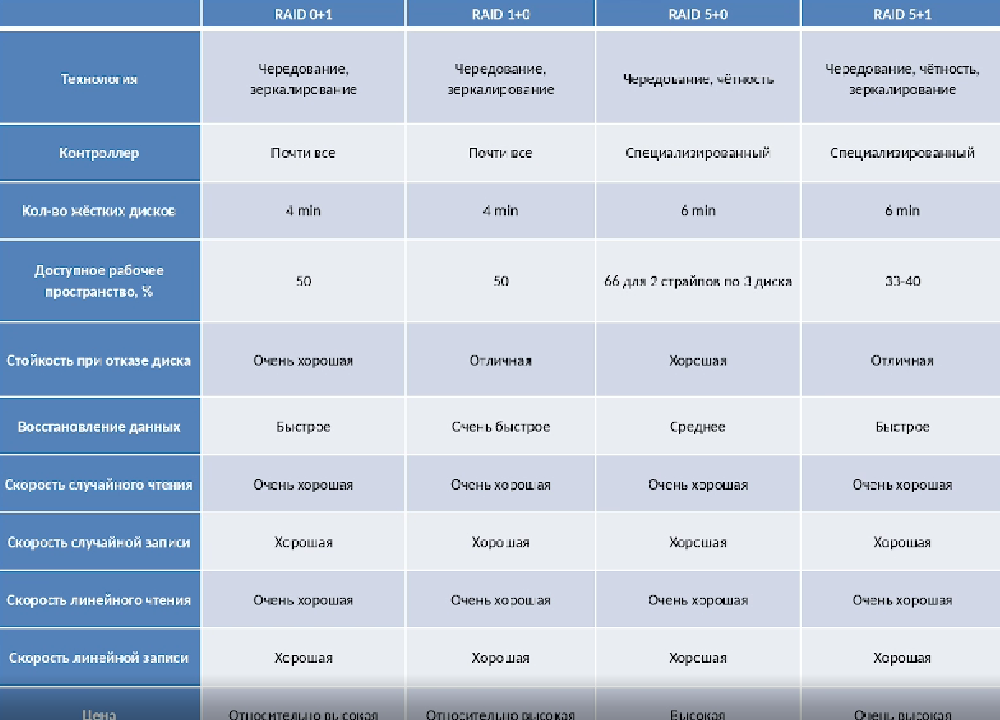 RAID 0+1 RAID 1+0 RAID 5+0 RAID 5+1
Технология Чередование, зеркалирование Чередование, зеркалирование Чередование, чётность Чередование, чётность, зеркалирование
Контроллер Почти все Почти все Специализированный Специализированный
Кол-во жёстких дисков 4 min 4 min 6 min 6 min
Доступное рабочее пространство, % 50 50 66 для 2 страйпов по 3 диска 33-40
Стойкость при отказе диска Очень хорошая Отличная Хорошая Отличная
Восстановление данных Быстрое Очень быстрое Среднее Быстрое
Скорость случайного чтения Очень хорошая Очень хорошая Очень хорошая Очень хорошая
Скорость случайной записи Хорошая Хорошая Хорошая Хорошая
Скорость линейного чтения Очень хорошая Очень хорошая Очень хорошая Очень хорошая
Скорость линейной записи Хорошая Хорошая Хорошая Хорошая
Цена Относительно высокая Относительно высокая Высокая Очень высокая